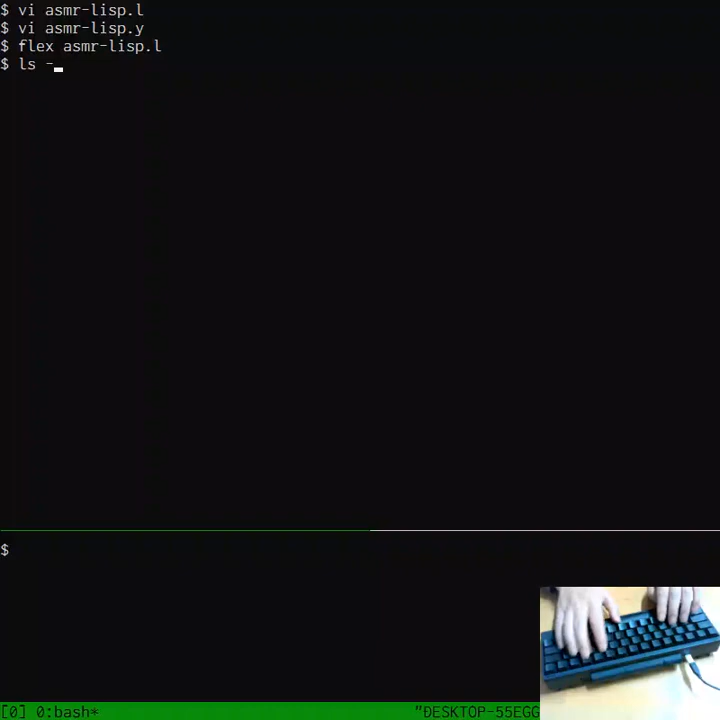 $ vi asmr-lisp.l
$ vi asmr-lisp.y
$ flex asmr-lisp.l
$ ls -
$
[0] 0:bash* "DESKTOP-55EGG